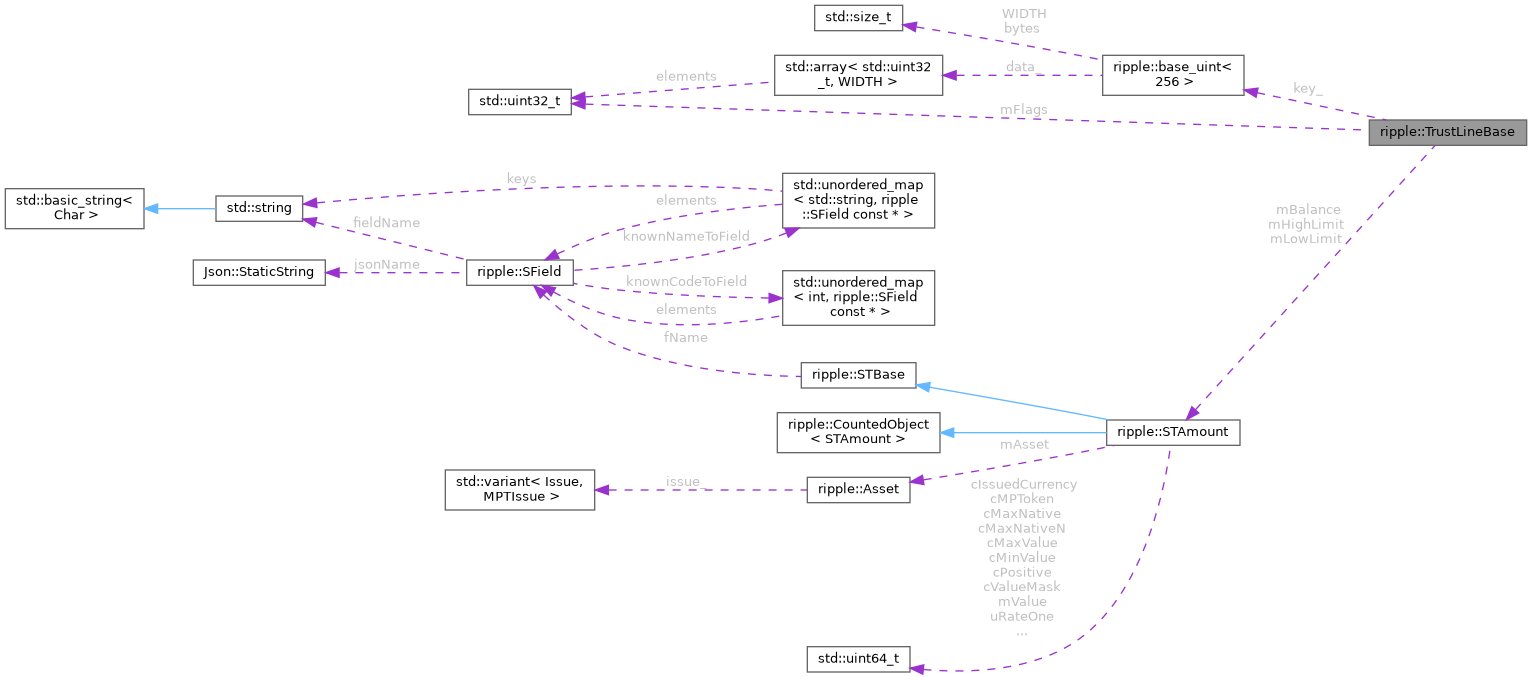 std::size_t
WIDTH
bytes
std::array< std::uint32
_t, WIDTH >
ripple::base_uint<
256 >
data_
elements
std::uint32_t
key_
mFlags
ripple::TrustLineBase
std::unordered_map
< std::string, ripple
::SField const * >
keys
elements
std::basic_string<
Char >
std::string
fieldName
knownNameToField
mBalance
mHighLimit
mLowLimit
Json::StaticString
jsonName
ripple::SField
knownCodeToField
std::unordered_map
< int, ripple::SField
const * >
elements
fName
ripple::STBase
ripple::CountedObject
< STAmount >
ripple::STAmount
mAsset
std::variant< Issue,
MPTIssue >
issue_
ripple::Asset
cIssuedCurrency
cMPToken
cMaxNative
cMaxNativeN
cMaxValue
cMinValue
cPositive
cValueMask
mValue
uRateOne
...
std::uint64_t